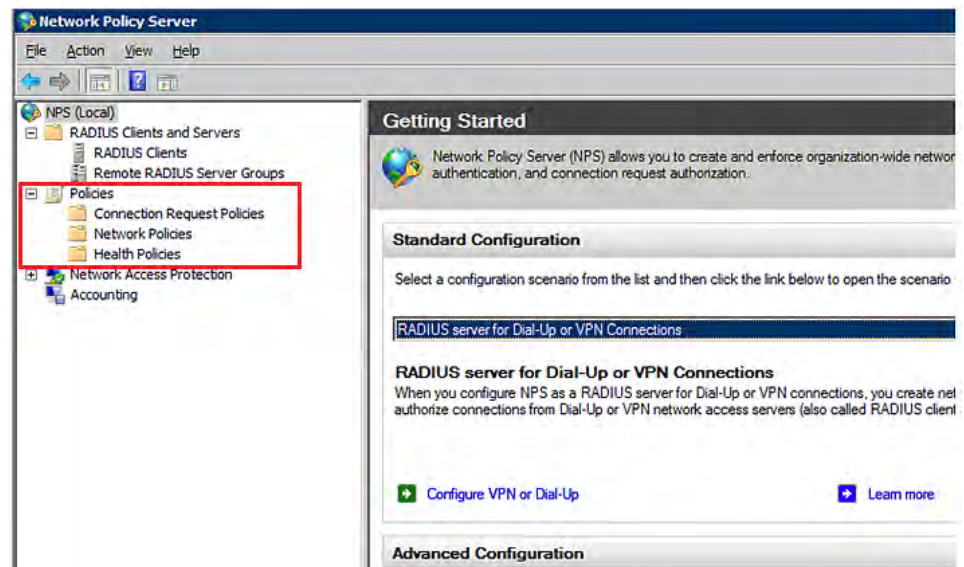 Network Policy Server
File Action View Help
NPS (Local)
RADIUS Clients and Servers
RADIUS Clients
Remote RADIUS Server Groups
Policies
Connection Request Policies
Network Policies
Health Policies
Network Access Protection
Accounting
Getting Started
Network Policy Server (NPS) allows you to create and enforce organization-wide networ
authentication, and connection request authorization.
Standard Configuration
Select a configuration scenario from the list and then click the link below to open the scenario
RADIUS server for Dial-Up or VPN Connections
RADIUS server for Dial-Up or VPN Connections
When you configure NPS as a RADIUS server for Dial-Up or VPN connections, you create net
authorize connections from Dial-Up or VPN network access servers (also called RADIUS client
Configure VPN or Dial-Up
Learn more
Advanced Configuration